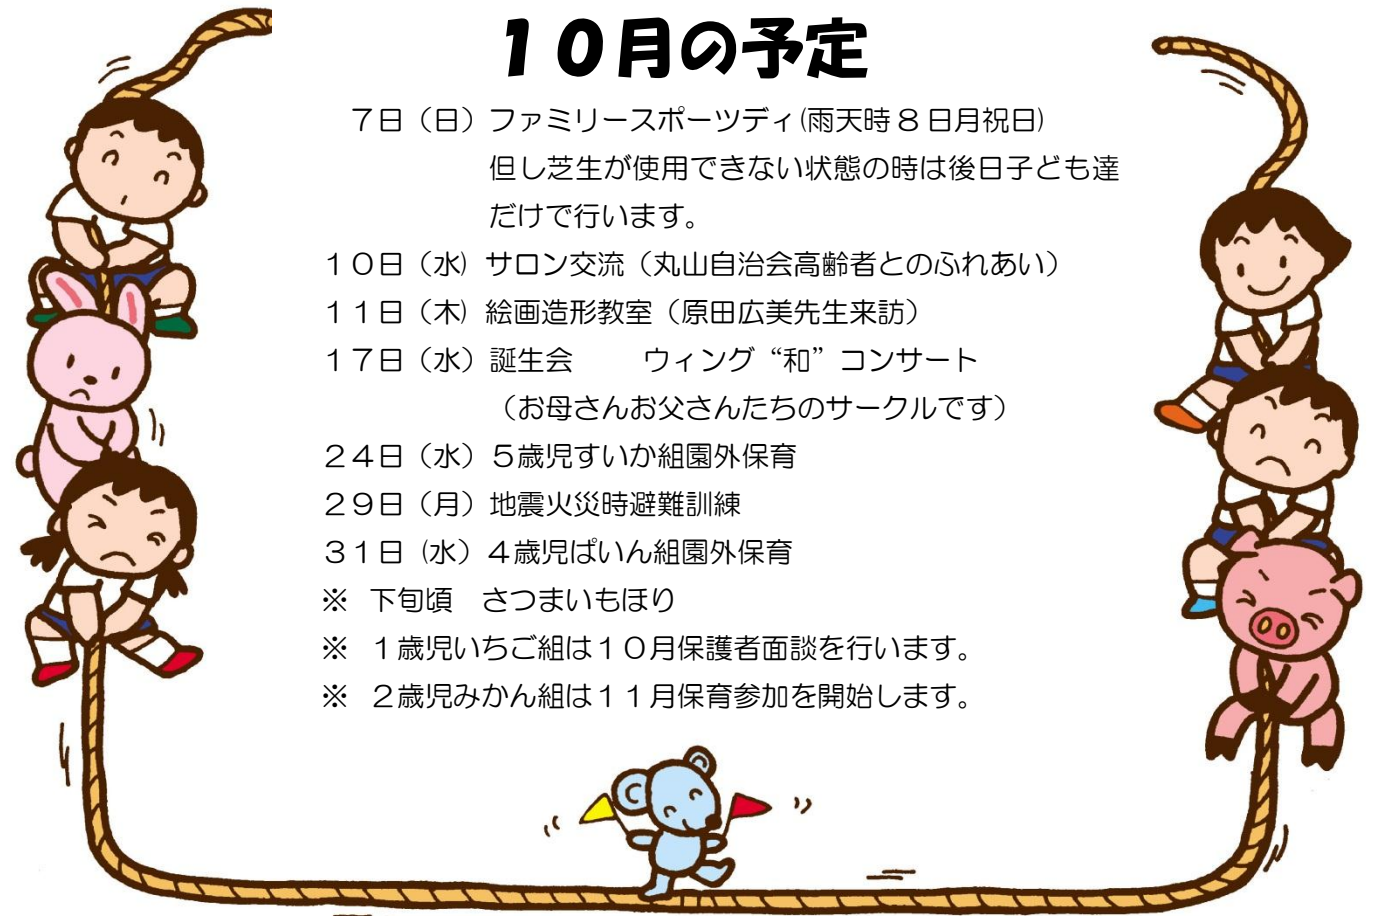 １０月の予定
７日（日）ファミリースポーツディ(雨天時８日月祝日)
但し芝生が使用できない状態の時は後日子ども達
だけで行います。
１０日（水）サロン交流（丸山自治会高齢者とのふれあい）
１１日（木）絵画造形教室（原田広美先生来訪）
１７日（水）誕生会　　ウィング“和”コンサート
（お母さんお父さんたちのサークルです）
２４日（水）５歳児すいか組園外保育
２９日（月）地震火災時避難訓練
３１日（水）４歳児ぱいん組園外保育
※　下旬頃　さつまいもほり
※　１歳児いちご組は１０月保護者面談を行います。
※　２歳児みかん組は１１月保育参加を開始します。